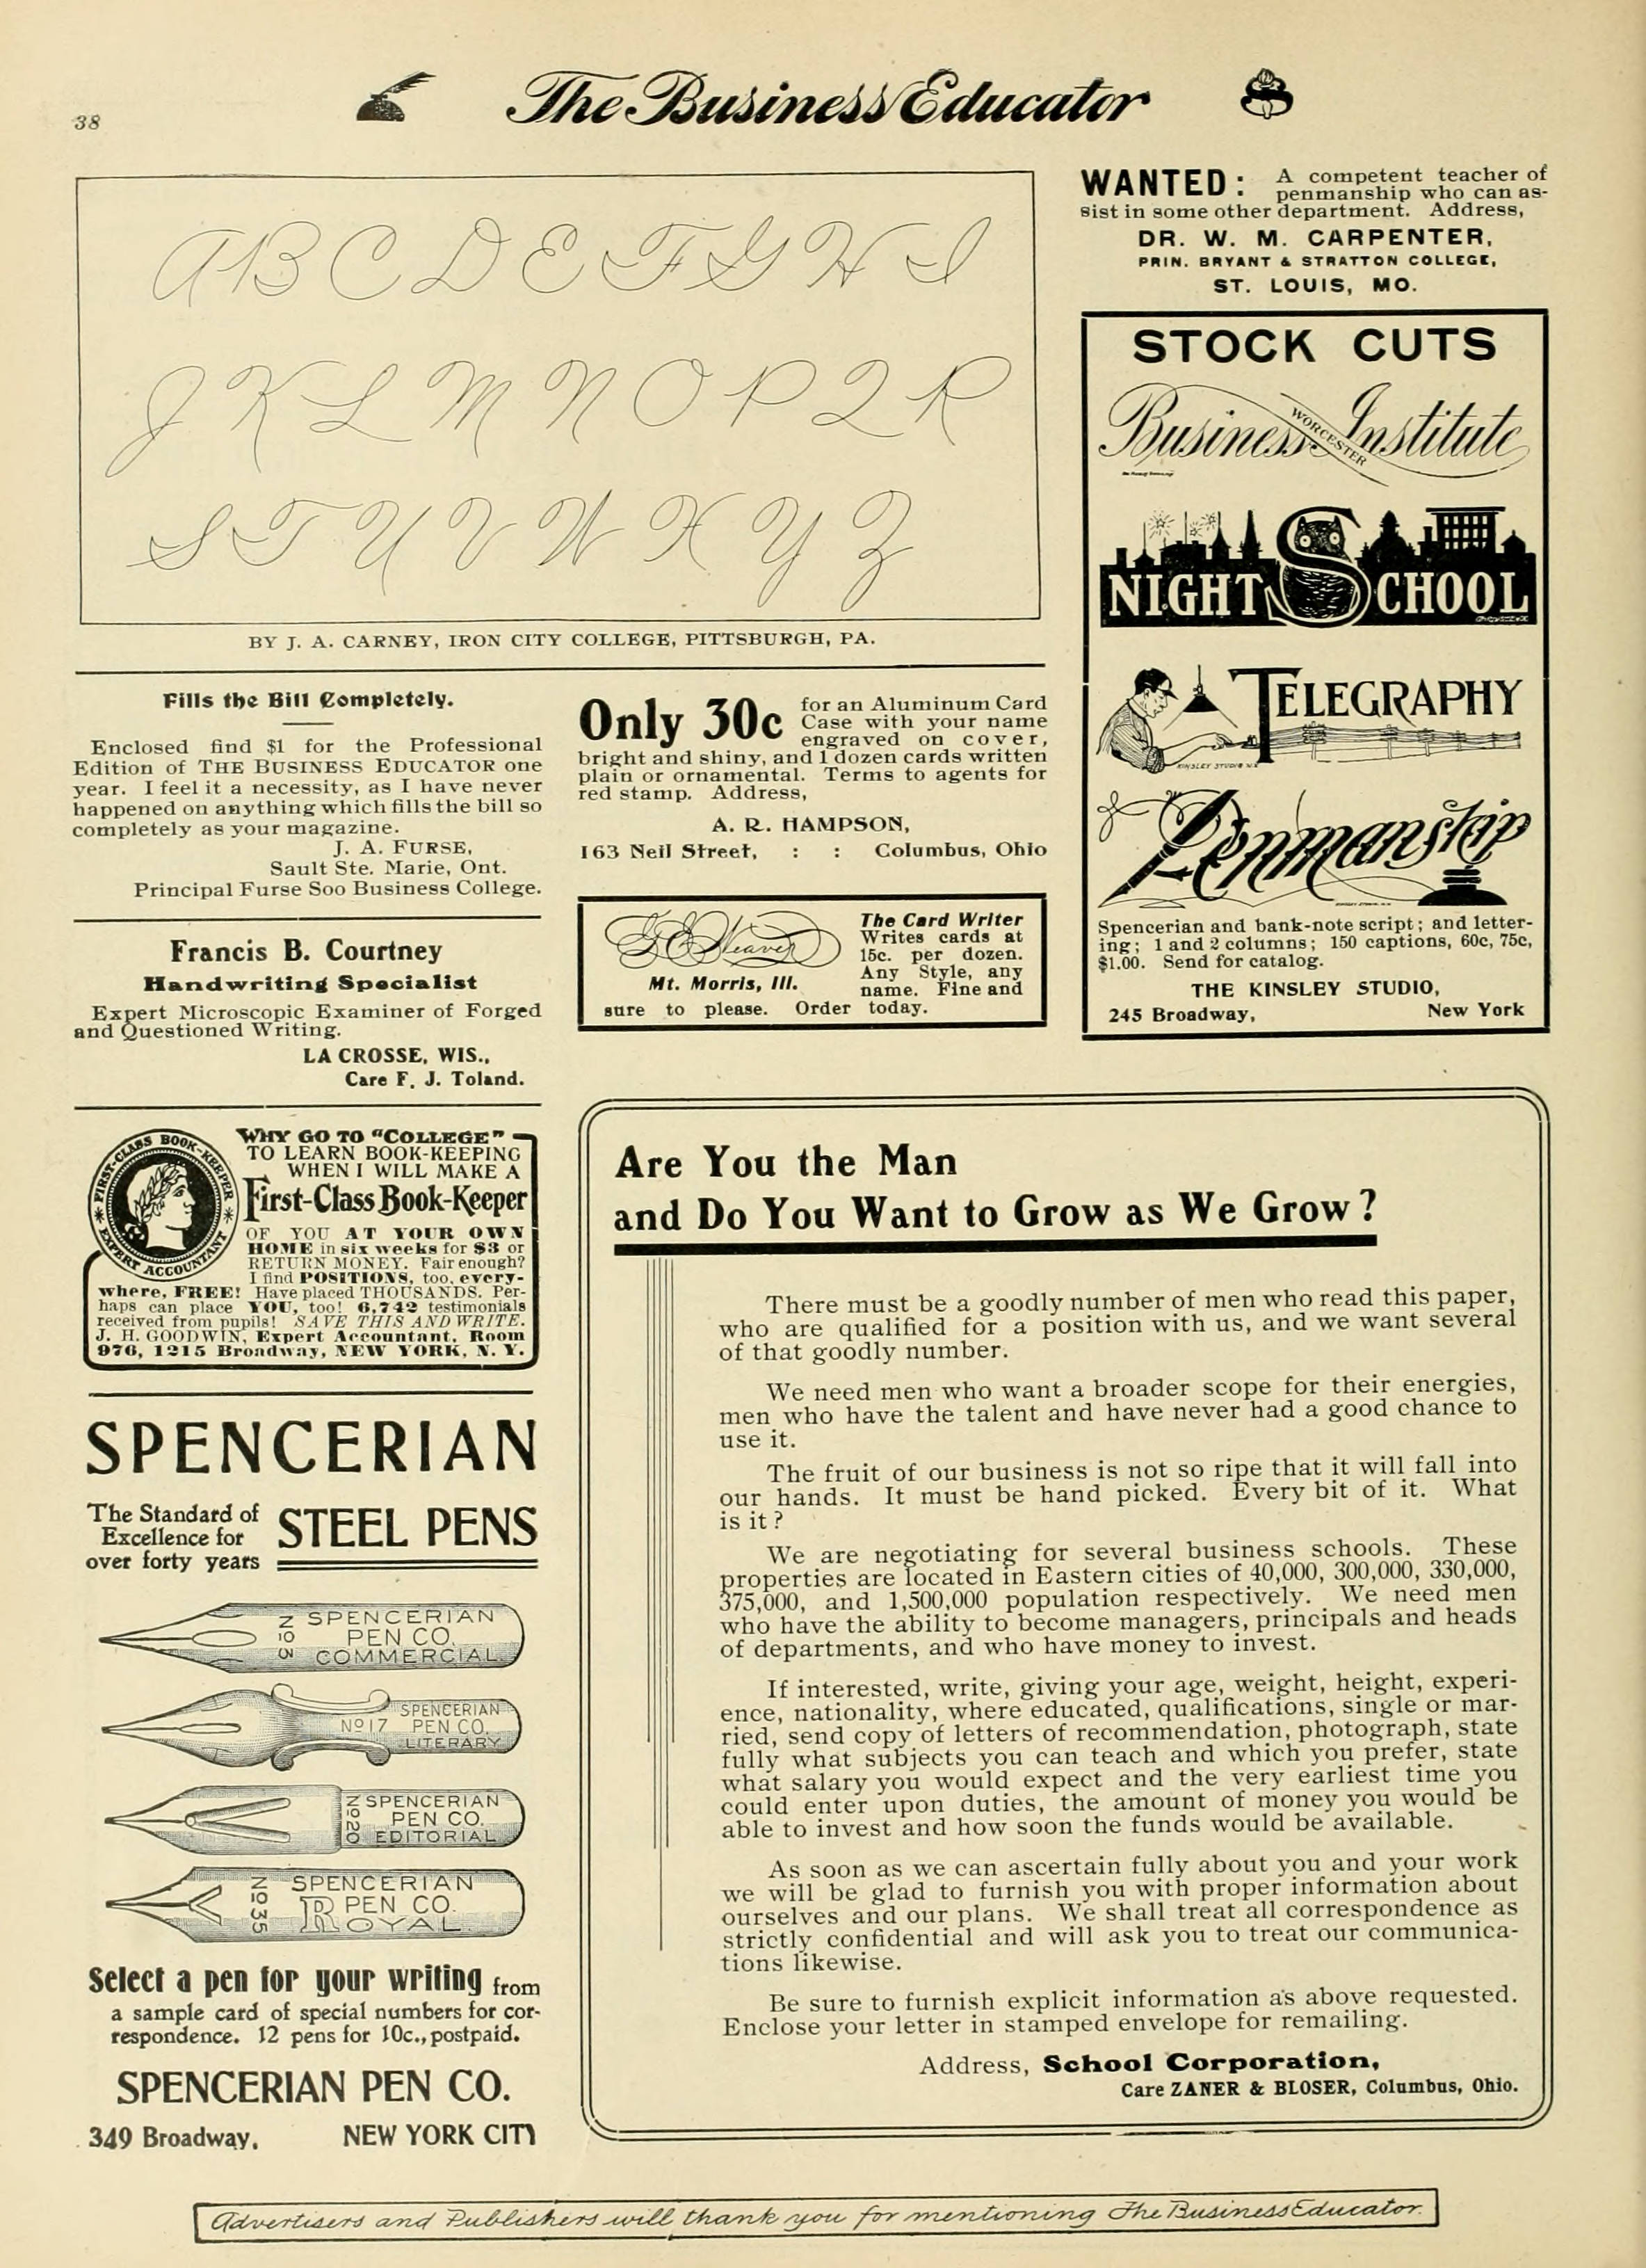 38
The Business Educator
A B C D E F G H I
J K L M N O P Q R
S T U V W X Y Z
BY J. A. CARNEY, IRON CITY COLLEGE, PITTSBURGH, PA.
WANTED: A competent teacher of
penmanship who can as-
sist in some other department. Address,
DR. W. M. CARPENTER,
PRIN. BRYANT & STRATTON COLLEGE,
ST. LOUIS, MO.
STOCK CUTS
Business Institute
WORCESTER
NIGHT SCHOOL
TELEGRAPHY
KINSLEY STUDIO N.Y.
Penmanship
Spencerian and bank-note script; and letter-
ing; 1 and 2 columns; 150 captions, 60c, 75c,
$1.00. Send for catalog.
THE KINSLEY STUDIO,
245 Broadway, New York
Fills the Bill Completely.
Enclosed find $1 for the Professional
Edition of THE BUSINESS EDUCATOR one
year. I feel it a necessity, as I have never
happened on anything which fills the bill so
completely as your magazine.
J. A. FURSE,
Sault Ste. Marie, Ont.
Principal Furse Soo Business College.
Francis B. Courtney
Handwriting Specialist
Expert Microscopic Examiner of Forged
and Questioned Writing.
LA CROSSE, WIS.,
Care F. J. Toland.
Only 30c for an Aluminum Card
Case with your name
engraved on cover,
bright and shiny, and 1 dozen cards written
plain or ornamental. Terms to agents for
red stamp. Address,
A. R. HAMPSON,
163 Neil Street, : : Columbus, Ohio
G E Weaver
Mt. Morris, Ill.
The Card Writer
Writes cards at
15c. per dozen.
Any Style, any
name. Fine and
sure to please. Order today.
FIRST-CLASS BOOK-KEEPER
EXPERT ACCOUNTANT
WHY GO TO "COLLEGE"
TO LEARN BOOK-KEEPING
WHEN I WILL MAKE A
First-Class Book-Keeper
OF YOU AT YOUR OWN
HOME in six weeks for $3 or
RETURN MONEY. Fair enough?
I find POSITIONS, too, every-
where, FREE! Have placed THOUSANDS. Per-
haps can place YOU, too! 6,742 testimonials
received from pupils! SAVE THIS AND WRITE.
J. H. GOODWIN, Expert Accountant, Room
976, 1215 Broadway, NEW YORK, N. Y.
SPENCERIAN
The Standard of
Excellence for
over forty years
STEEL PENS
No 3
SPENCERIAN
PEN CO.
COMMERCIAL
No 17
SPENCERIAN
PEN CO.
LITERARY
No 20
SPENCERIAN
PEN CO.
EDITORIAL
No 35
SPENCERIAN
PEN CO.
ROYAL
Select a pen for your writing from
a sample card of special numbers for cor-
respondence. 12 pens for 10c., postpaid.
SPENCERIAN PEN CO.
349 Broadway, NEW YORK CITY
Are You the Man
and Do You Want to Grow as We Grow?
There must be a goodly number of men who read this paper,
who are qualified for a position with us, and we want several
of that goodly number.
We need men who want a broader scope for their energies,
men who have the talent and have never had a good chance to
use it.
The fruit of our business is not so ripe that it will fall into
our hands. It must be hand picked. Every bit of it. What
is it?
We are negotiating for several business schools. These
properties are located in Eastern cities of 40,000, 300,000, 330,000,
375,000, and 1,500,000 population respectively. We need men
who have the ability to become managers, principals and heads
of departments, and who have money to invest.
If interested, write, giving your age, weight, height, experi-
ence, nationality, where educated, qualifications, single or mar-
ried, send copy of letters of recommendation, photograph, state
fully what subjects you can teach and which you prefer, state
what salary you would expect and the very earliest time you
could enter upon duties, the amount of money you would be
able to invest and how soon the funds would be available.
As soon as we can ascertain fully about you and your work
we will be glad to furnish you with proper information about
ourselves and our plans. We shall treat all correspondence as
strictly confidential and will ask you to treat our communica-
tions likewise.
Be sure to furnish explicit information as above requested.
Enclose your letter in stamped envelope for remailing.
Address, School Corporation,
Care ZANER & BLOSER, Columbus, Ohio.
Advertisers and Publishers will thank you for mentioning The Business Educator.